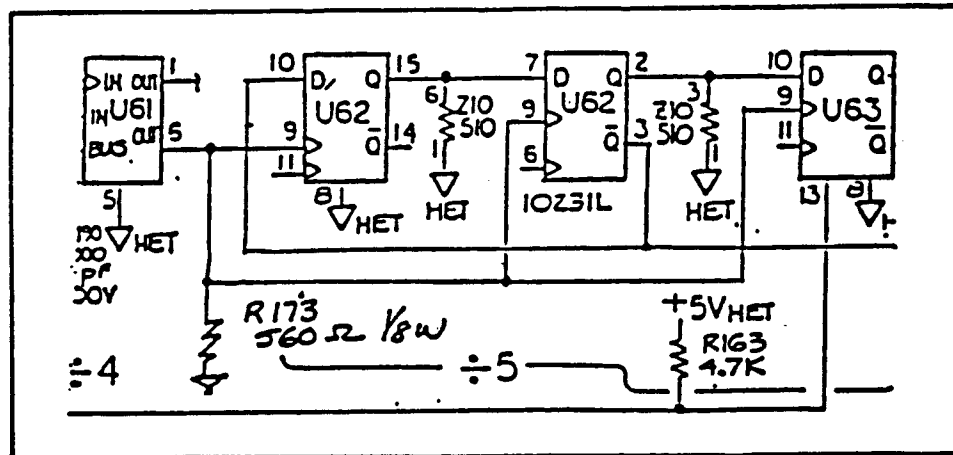 1
IN OUT
U61
IN
OUT
BUS
5
5
HET
PF
10
D
Q
15
U62
9
11
Q
14
8
HET
6
Z10
510
1
HET
7
D
Q
2
U62
9
6
Q
3
10231L
3
Z10
510
1
HET
10
D
Q
9
U63
11
Q
13
8
R173
560 Ω 1/8 W
+5V HET
R163
4.7K
÷4
÷5